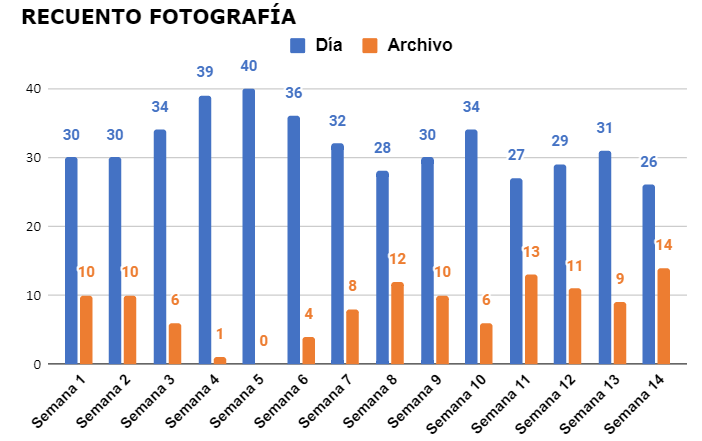 RECUENTO FOTOGRAFÍA
Día Archivo
40
30
20
10
0
30 30 34 39 40 36 32 28 30 34 27 29 31 26
10 10 6 1 0 4 8 12 10 6 13 11 9 14
Semana 1
Semana 2
Semana 3
Semana 4
Semana 5
Semana 6
Semana 7
Semana 8
Semana 9
Semana 10
Semana 11
Semana 12
Semana 13
Semana 14